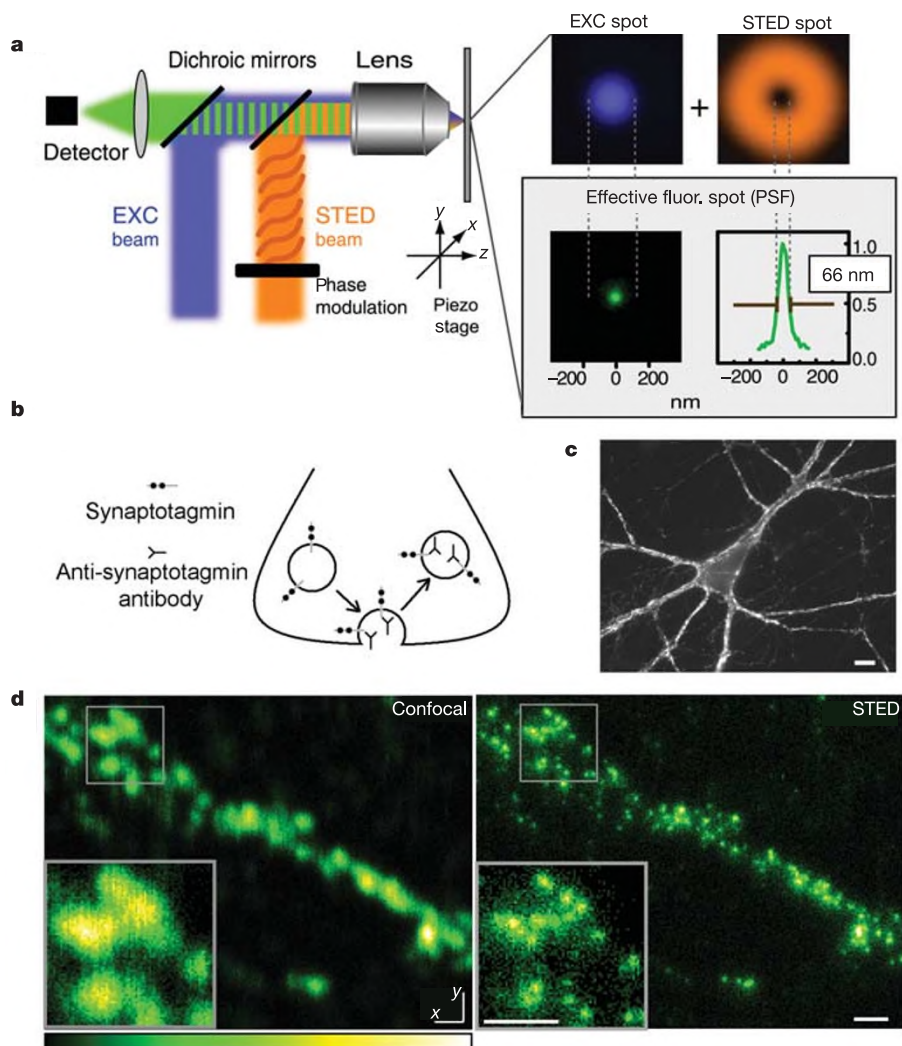 a
EXC spot
STED spot
Dichroic mirrors
Lens
+
Detector
EXC
beam
STED
beam
y
x
z
Phase
modulation
Piezo
stage
Effective fluor. spot (PSF)
1.0
66 nm
0.5
0.0
–200 0 200
–200 0 200
nm
b
Synaptotagmin
Anti-synaptotagmin
antibody
c
d
Confocal
STED
y
x